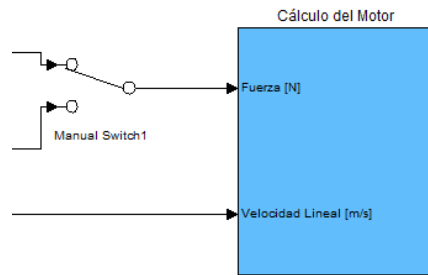 Cálculo del Motor
Fuerza [N]
Manual Switch1
Velocidad Lineal [m/s]